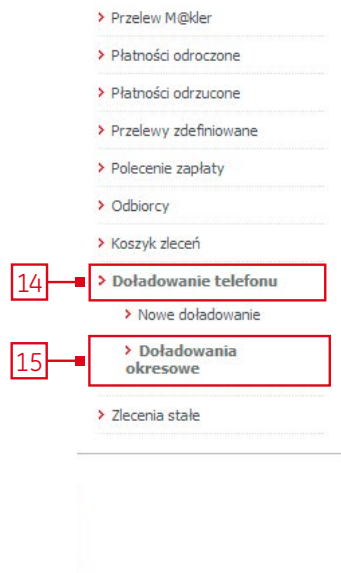 Przelew M@kler
Płatności odroczone
Płatności odrzucone
Przelewy zdefiniowane
Polecenie zapłaty
Odbiorcy
Koszyk zleceń
14 Doładowanie telefonu
Nowe doładowanie
15 Doładowania
okresowe
Zlecenia stałe